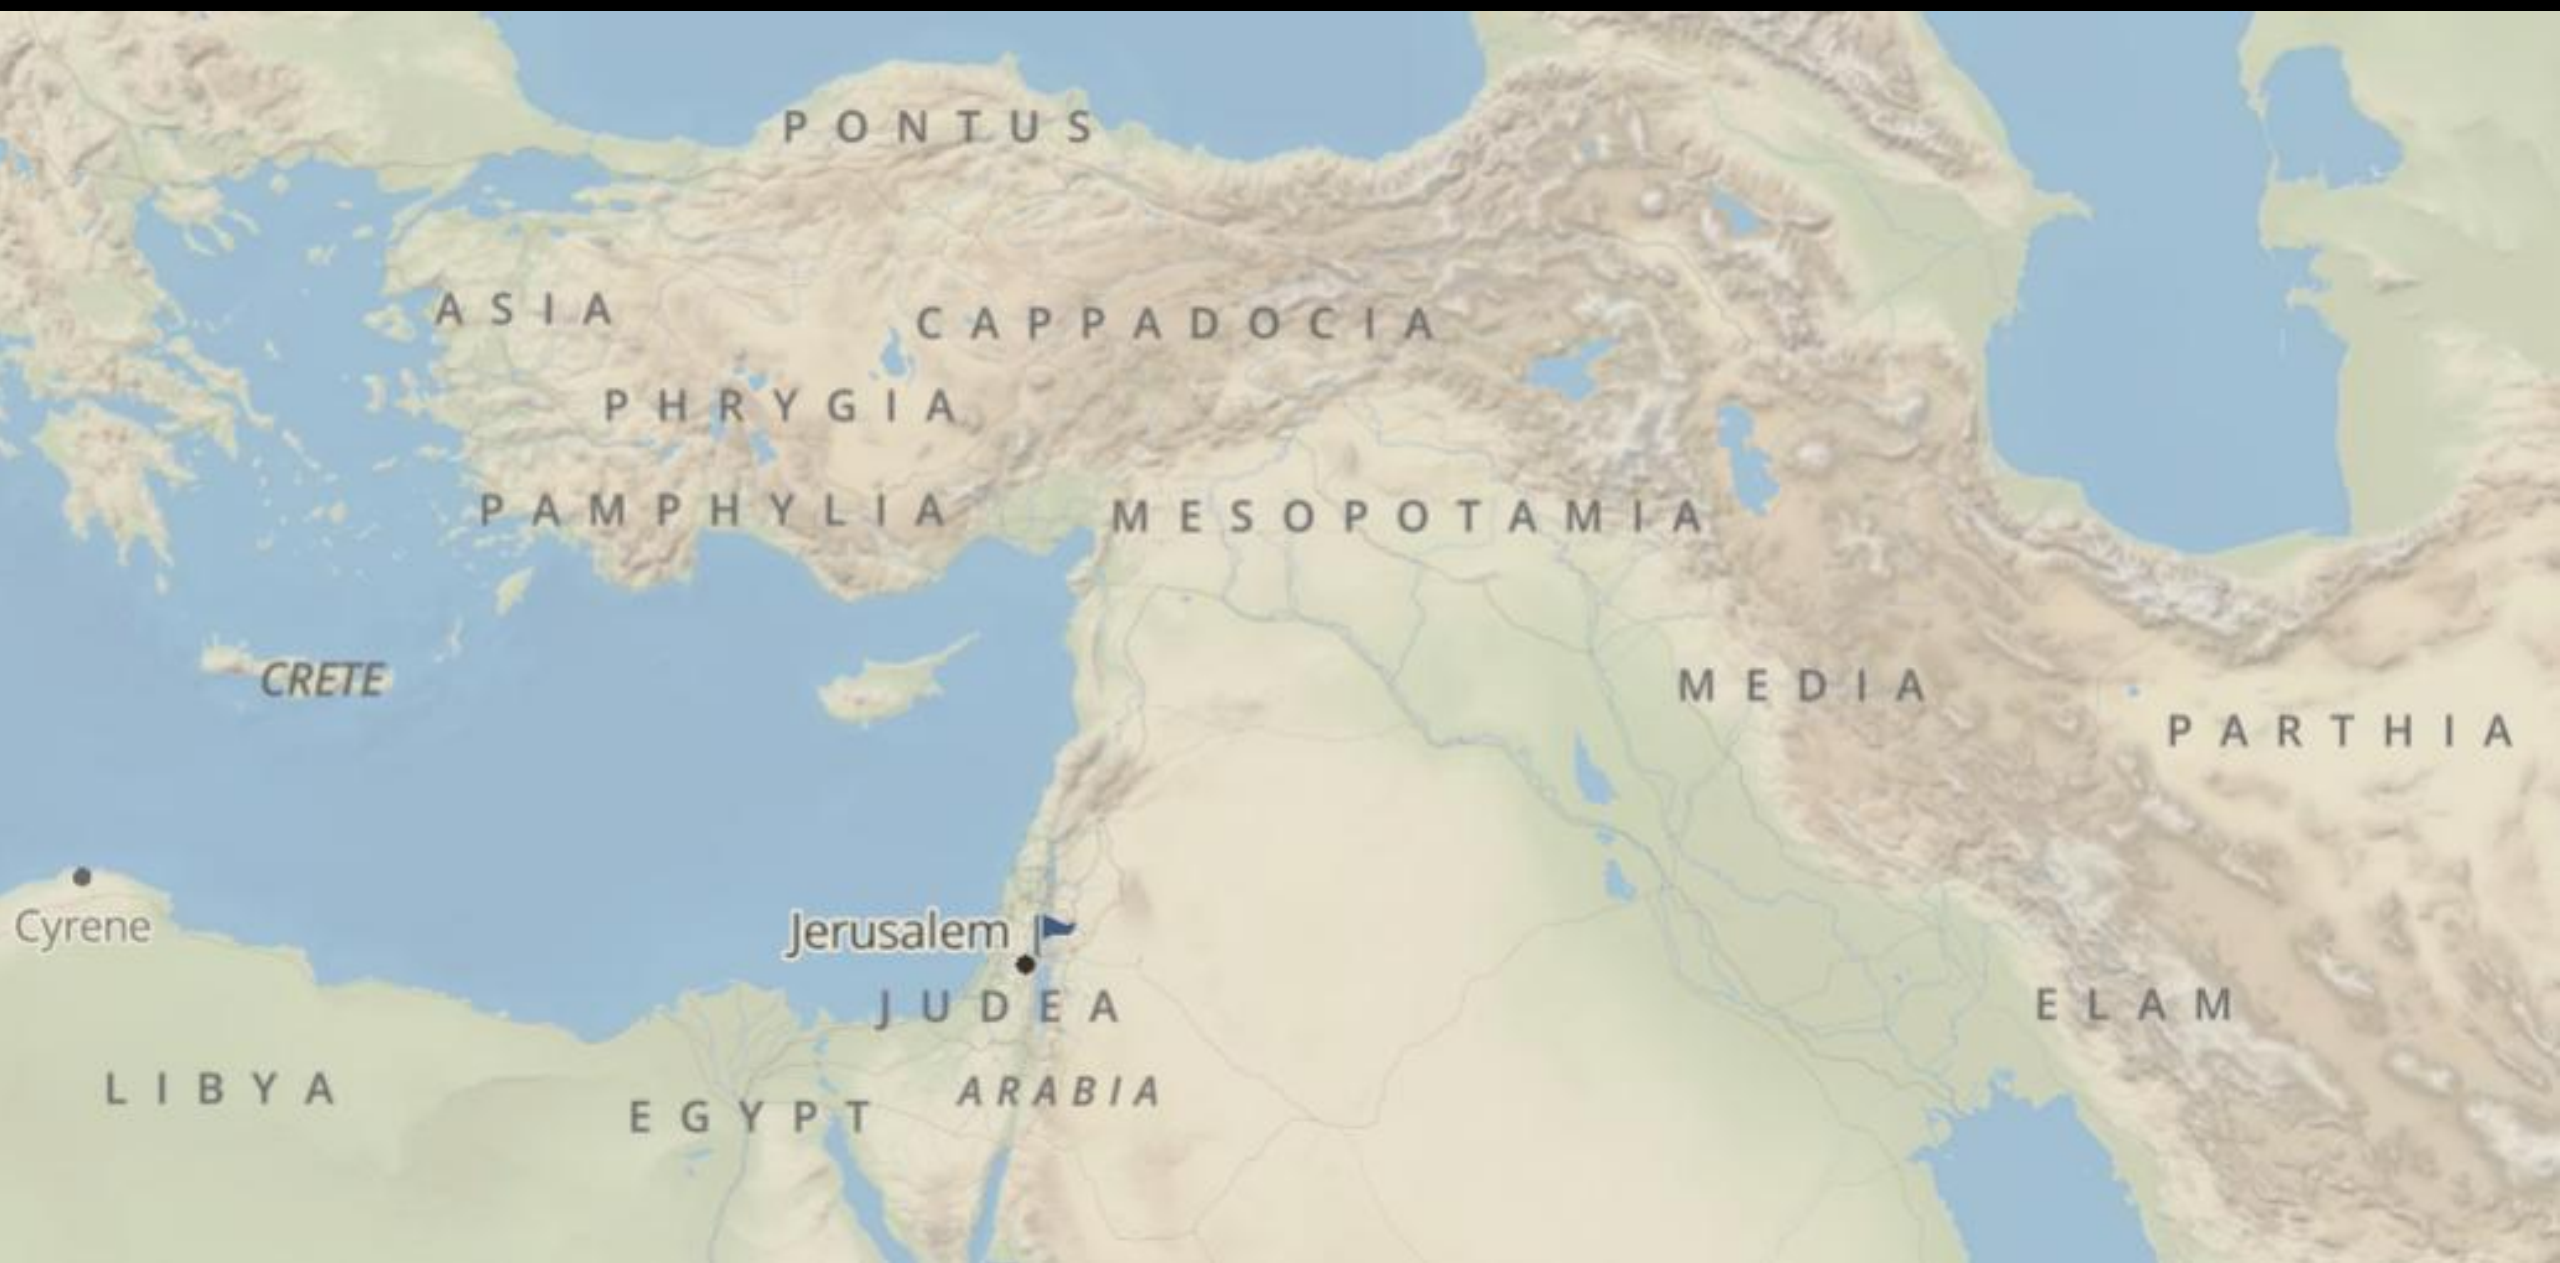 PONTUS
ASIA
CAPPADOCIA
PHRYGIA
PAMPHYLIA
MESOPOTAMIA
CRETE
MEDIA
PARTHIA
Cyrene
Jerusalem
JUDEA
ELAM
LIBYA
ARABIA
EGYPT